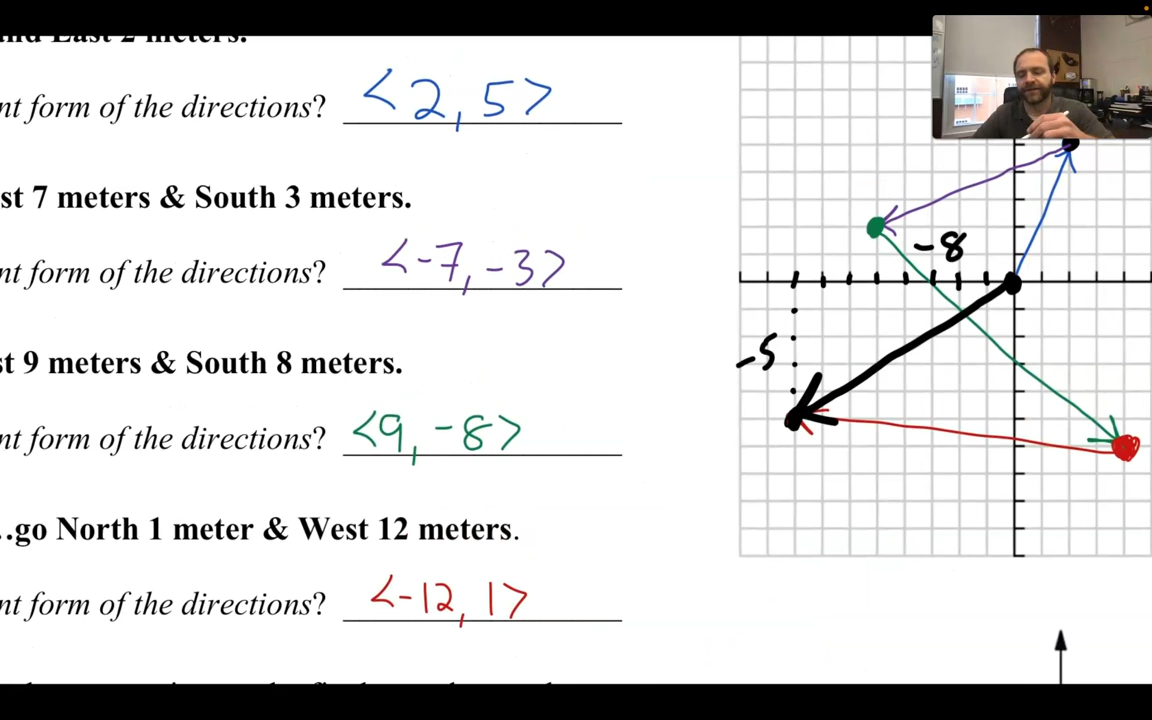 East 2 meters.
nt form of the directions? <2, 5>
st 7 meters & South 3 meters.
nt form of the directions? <-7, -3>
-8
-5
st 9 meters & South 8 meters.
nt form of the directions? <9, -8>
..go North 1 meter & West 12 meters.
nt form of the directions? <-12, 1>